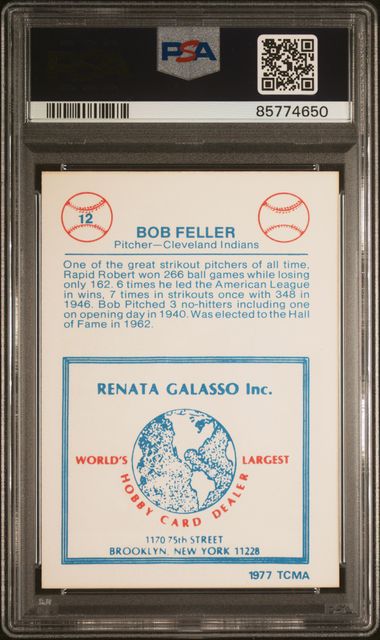 PSA
85774650
12
BOB FELLER
Pitcher—Cleveland Indians
One of the great strikout pitchers of all time,
Rapid Robert won 266 ball games while losing
only 162. 6 times he led the American League
in wins, 7 times in strikouts once with 348 in
1946. Bob Pitched 3 no-hitters including one
on opening day in 1940. Was elected to the Hall
of Fame in 1962.
RENATA GALASSO Inc.
WORLD'S LARGEST
HOBBY CARD DEALER
1170 75th STREET
BROOKLYN, NEW YORK 11228
1977 TCMA
PSA